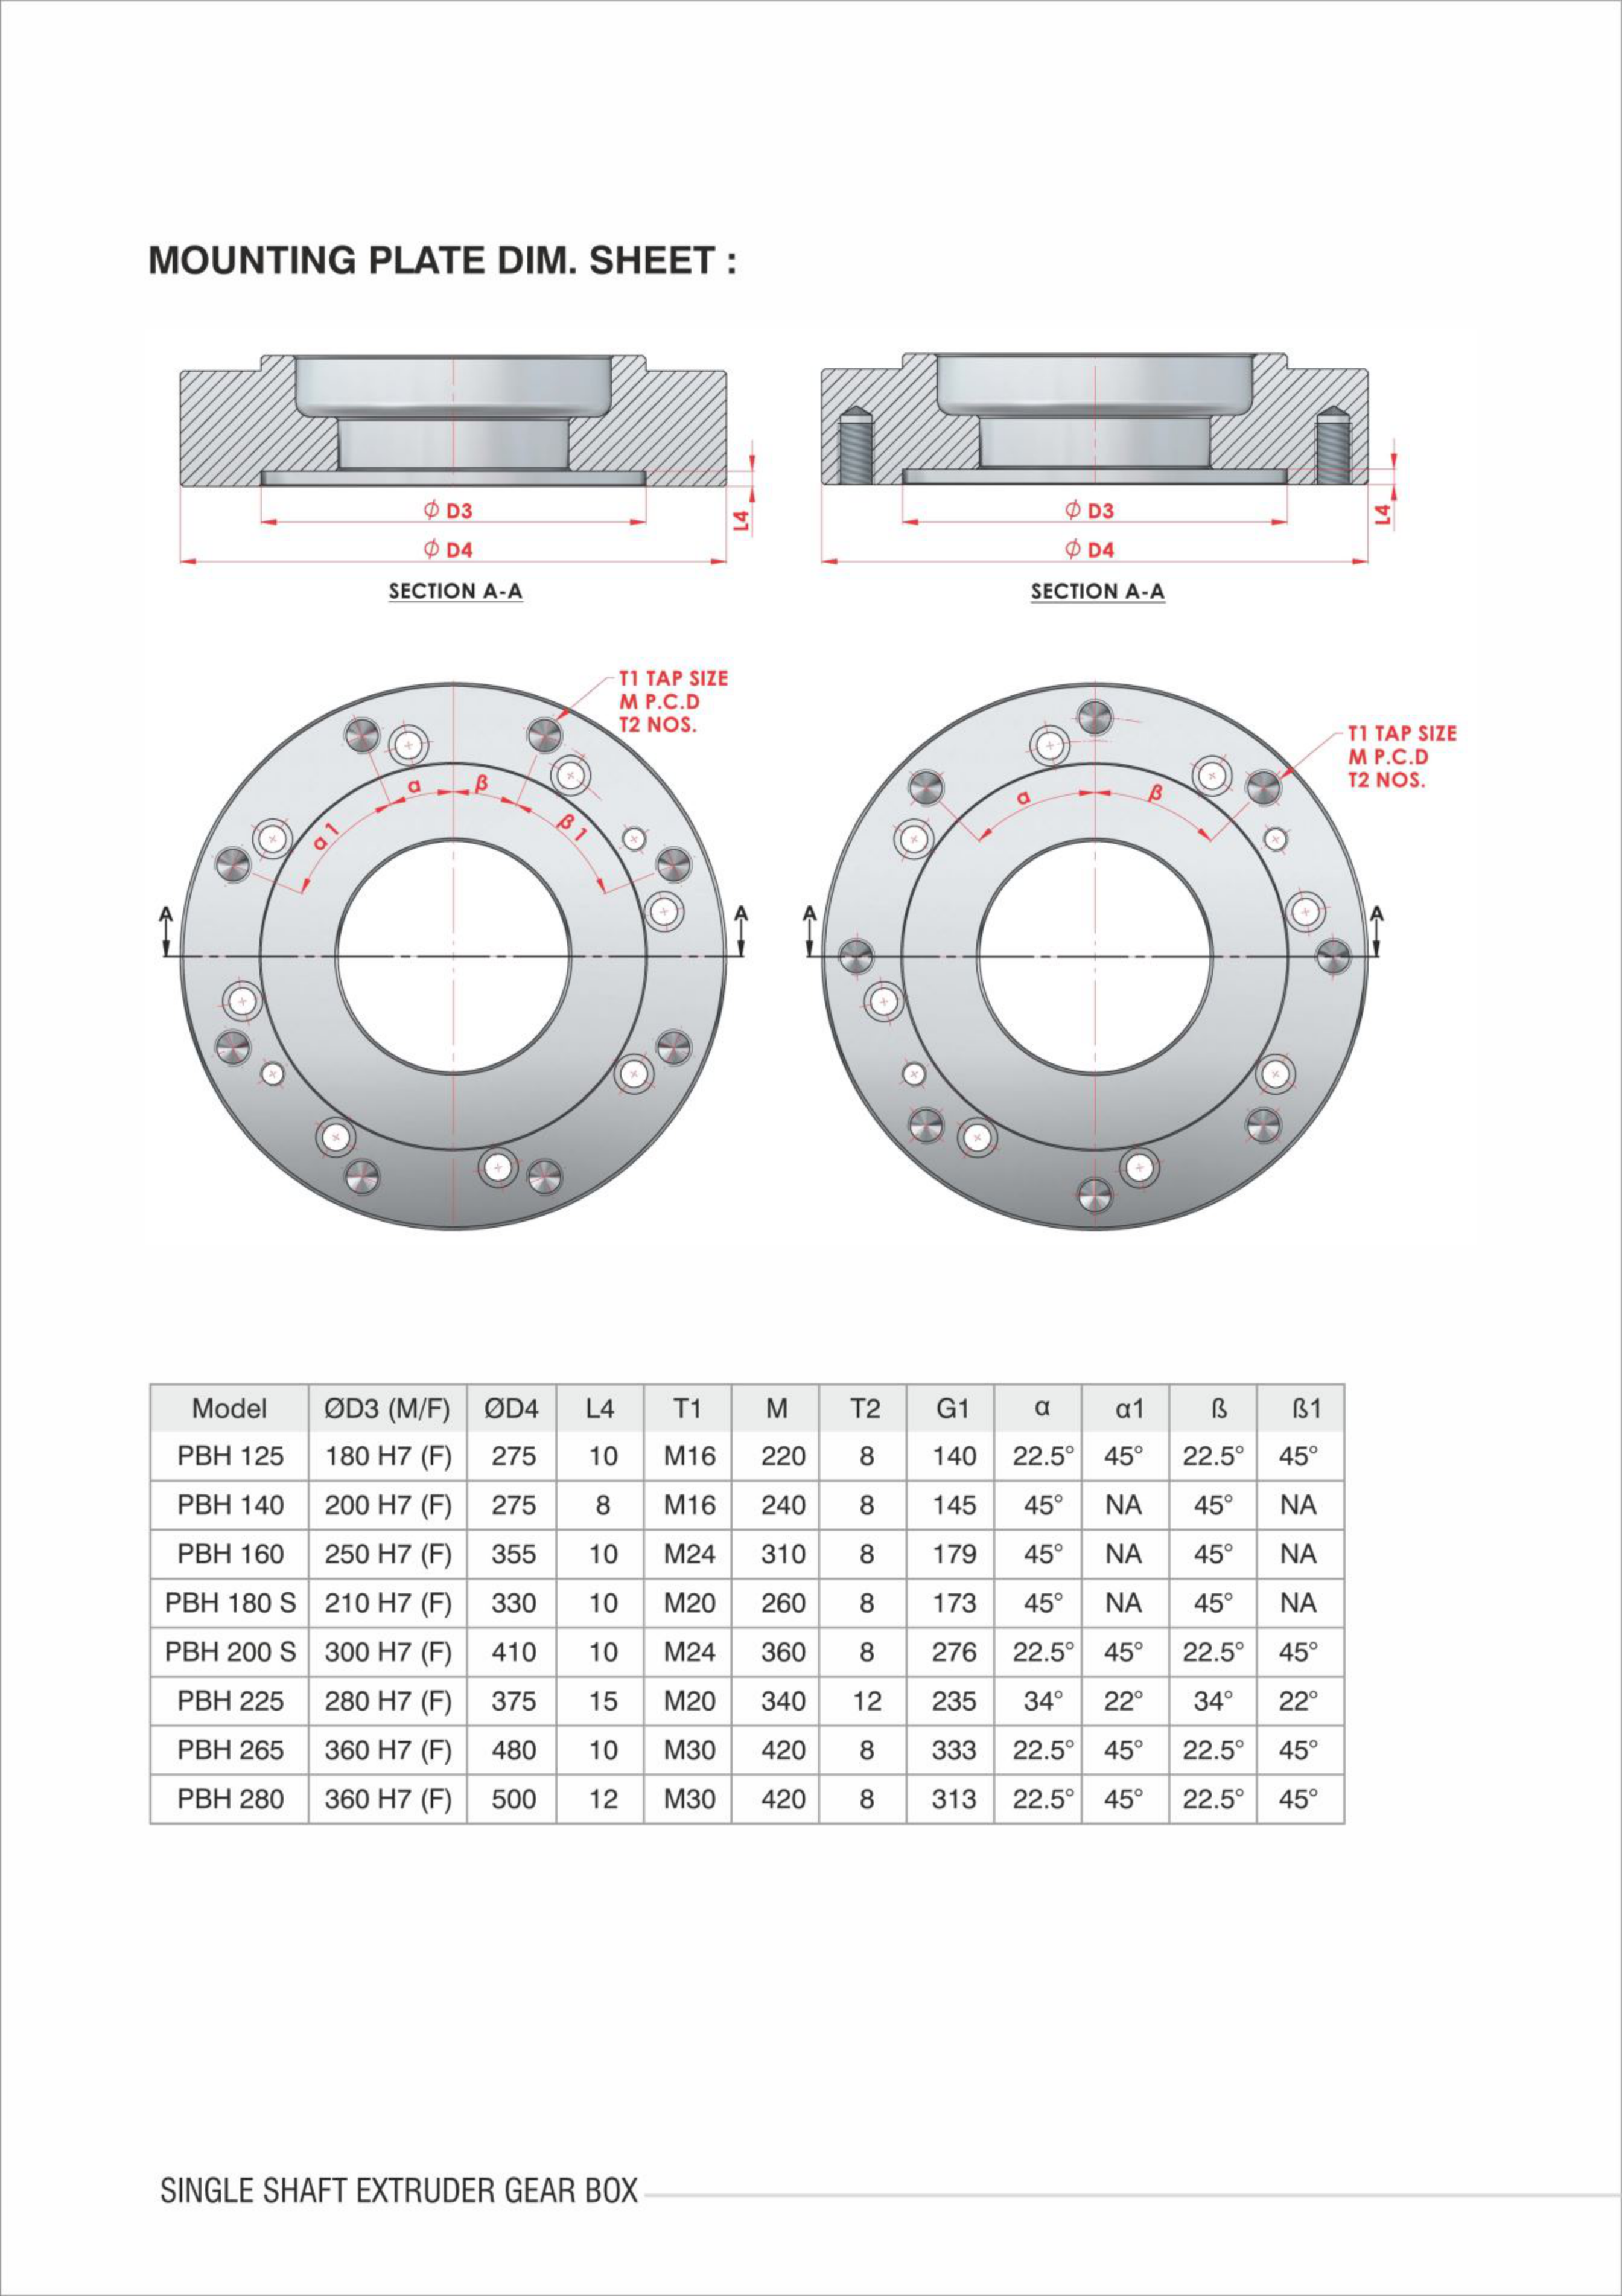 MOUNTING PLATE DIM. SHEET :
Φ D3
Φ D4
L4
SECTION A-A
Φ D3
Φ D4
L4
SECTION A-A
T1 TAP SIZE
M P.C.D
T2 NOS.
α β
α 1 β 1
A A
T1 TAP SIZE
M P.C.D
T2 NOS.
α β
A A
Model ØD3 (M/F) ØD4 L4 T1 M T2 G1 α α1 ß ß1
PBH 125 180 H7 (F) 275 10 M16 220 8 140 22.5° 45° 22.5° 45°
PBH 140 200 H7 (F) 275 8 M16 240 8 145 45° NA 45° NA
PBH 160 250 H7 (F) 355 10 M24 310 8 179 45° NA 45° NA
PBH 180 S 210 H7 (F) 330 10 M20 260 8 173 45° NA 45° NA
PBH 200 S 300 H7 (F) 410 10 M24 360 8 276 22.5° 45° 22.5° 45°
PBH 225 280 H7 (F) 375 15 M20 340 12 235 34° 22° 34° 22°
PBH 265 360 H7 (F) 480 10 M30 420 8 333 22.5° 45° 22.5° 45°
PBH 280 360 H7 (F) 500 12 M30 420 8 313 22.5° 45° 22.5° 45°
SINGLE SHAFT EXTRUDER GEAR BOX